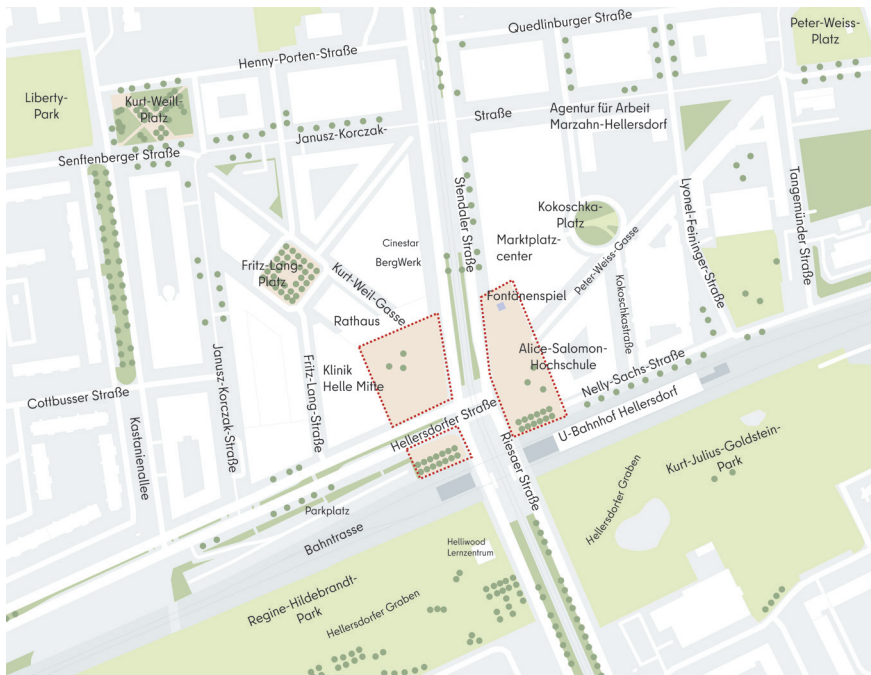 Quedlinburger Straße
Peter-Weiss-
Platz
Henny-Porten-Straße
Liberty-
Park
Kurt-Weill-
Platz
Agentur für Arbeit
Marzahn-Hellersdorf
Janusz-Korczak-
Straße
Senftenberger Straße
Stendaler Straße
Lyonel-Feininger-Straße
Tangemünder Straße
Kokoschka-
Platz
Cinestar
BergWerk
Marktplatz-
center
Peter-Weiss-Gasse
Kokoschkastraße
Fritz-Lang-
Platz
Kurt-Weil-Gasse
Fontänenspiel
Rathaus
Klinik
Helle Mitte
Alice-Salomon-
Hochschule
Nelly-Sachs-Straße
Cottbusser Straße
Kastanienallee
Janusz-Korczak-Straße
Fritz-Lang-Straße
Hellersdorfer Straße
U-Bahnhof Hellersdorf
Riesaer Straße
Kurt-Julius-Goldstein-
Park
Hellersdorfer Graben
Parkplatz
Bahntrasse
Helliwood
Lernzentrum
Regine-Hildebrandt-
Park
Hellersdorfer Graben